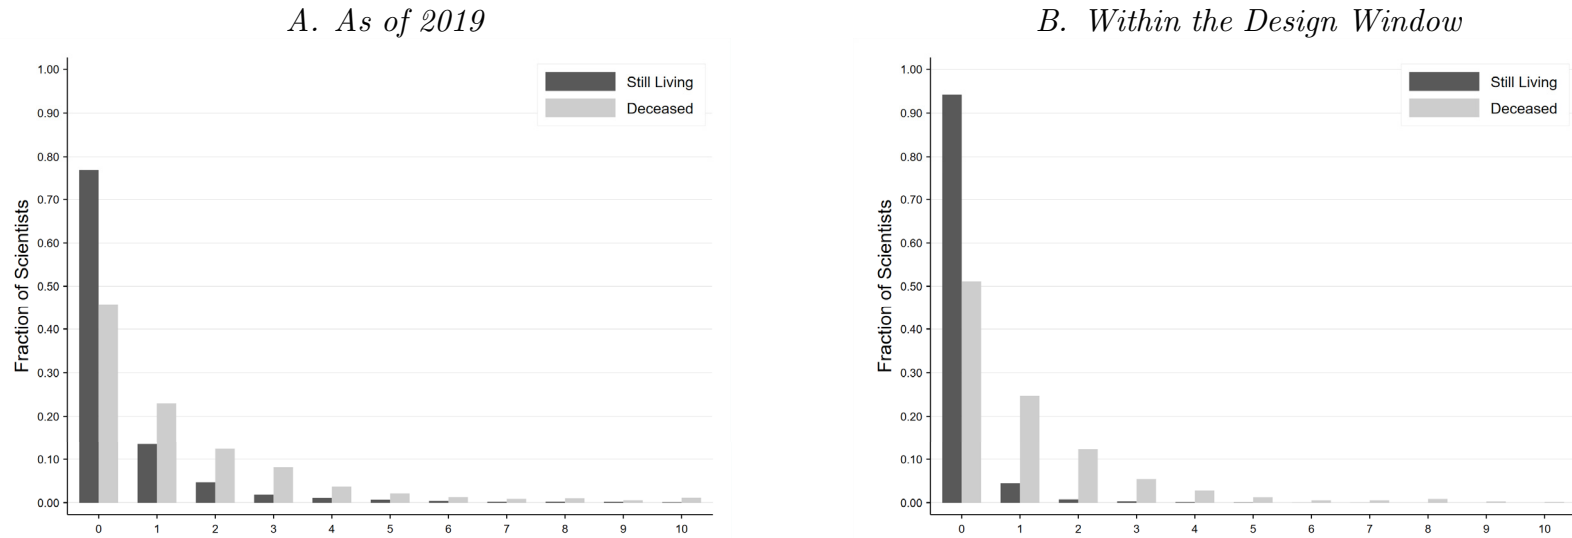 A. As of 2019
1.00
0.90
0.80
0.70
0.60
0.50
0.40
0.30
0.20
0.10
0.00
Fraction of Scientists
Still Living
Deceased
0 1 2 3 4 5 6 7 8 9 10
B. Within the Design Window
1.00
0.90
0.80
0.70
0.60
0.50
0.40
0.30
0.20
0.10
0.00
Fraction of Scientists
Still Living
Deceased
0 1 2 3 4 5 6 7 8 9 10